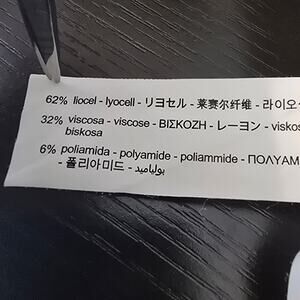 62% liocel - lyocell - リヨセル - 莱赛尔纤维 - 라이오
32% viscosa - viscose - ΒΙΣΚΟΖΗ - レーヨン - viskos
biskosa
6% poliamida - polyamide - poliammide - ΠΟΛΥΑΜ
- 폴리아미드 - بوليأميد